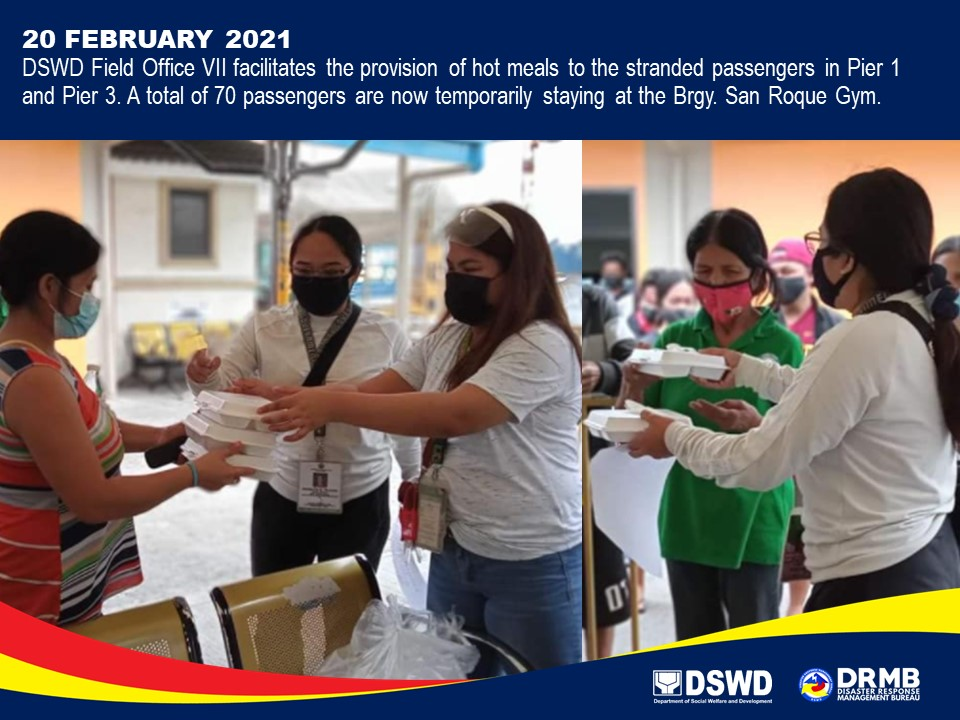 20 FEBRUARY 2021
DSWD Field Office VII facilitates the provision of hot meals to the stranded passengers in Pier 1
and Pier 3. A total of 70 passengers are now temporarily staying at the Brgy. San Roque Gym.
DSWD
Department of Social Welfare and Development
DRMB
DISASTER RESPONSE
MANAGEMENT BUREAU